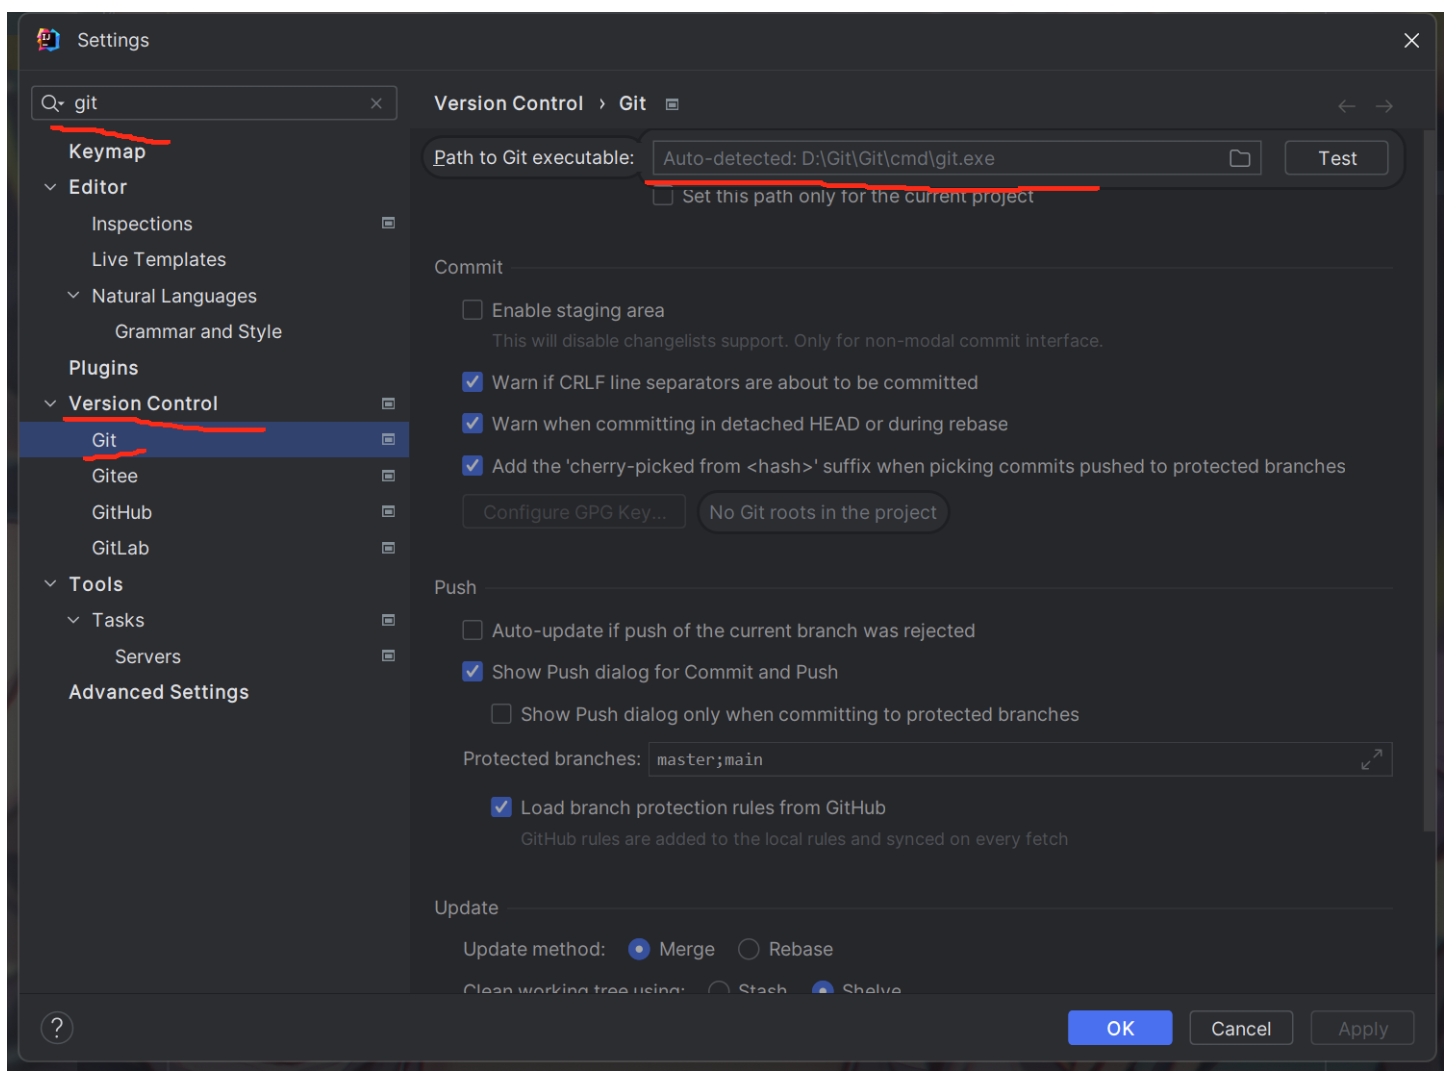 Settings
git
Version Control › Git
Keymap
Path to Git executable: Auto-detected: D:\Git\Git\cmd\git.exe Test
Editor
Set this path only for the current project
Inspections
Live Templates
Commit
Natural Languages
Enable staging area
Grammar and Style
This will disable changelists support. Only for non-modal commit interface.
Plugins
Warn if CRLF line separators are about to be committed
Version Control
Warn when committing in detached HEAD or during rebase
Git
Add the 'cherry-picked from <hash>' suffix when picking commits pushed to protected branches
Gitee
GitHub
Configure GPG Key... No Git roots in the project
GitLab
Tools
Push
Tasks
Auto-update if push of the current branch was rejected
Servers
Show Push dialog for Commit and Push
Advanced Settings
Show Push dialog only when committing to protected branches
Protected branches: master;main
Load branch protection rules from GitHub
GitHub rules are added to the local rules and synced on every fetch
Update
Update method: Merge Rebase
Clean working tree using: Stash Shelve
? OK Cancel Apply